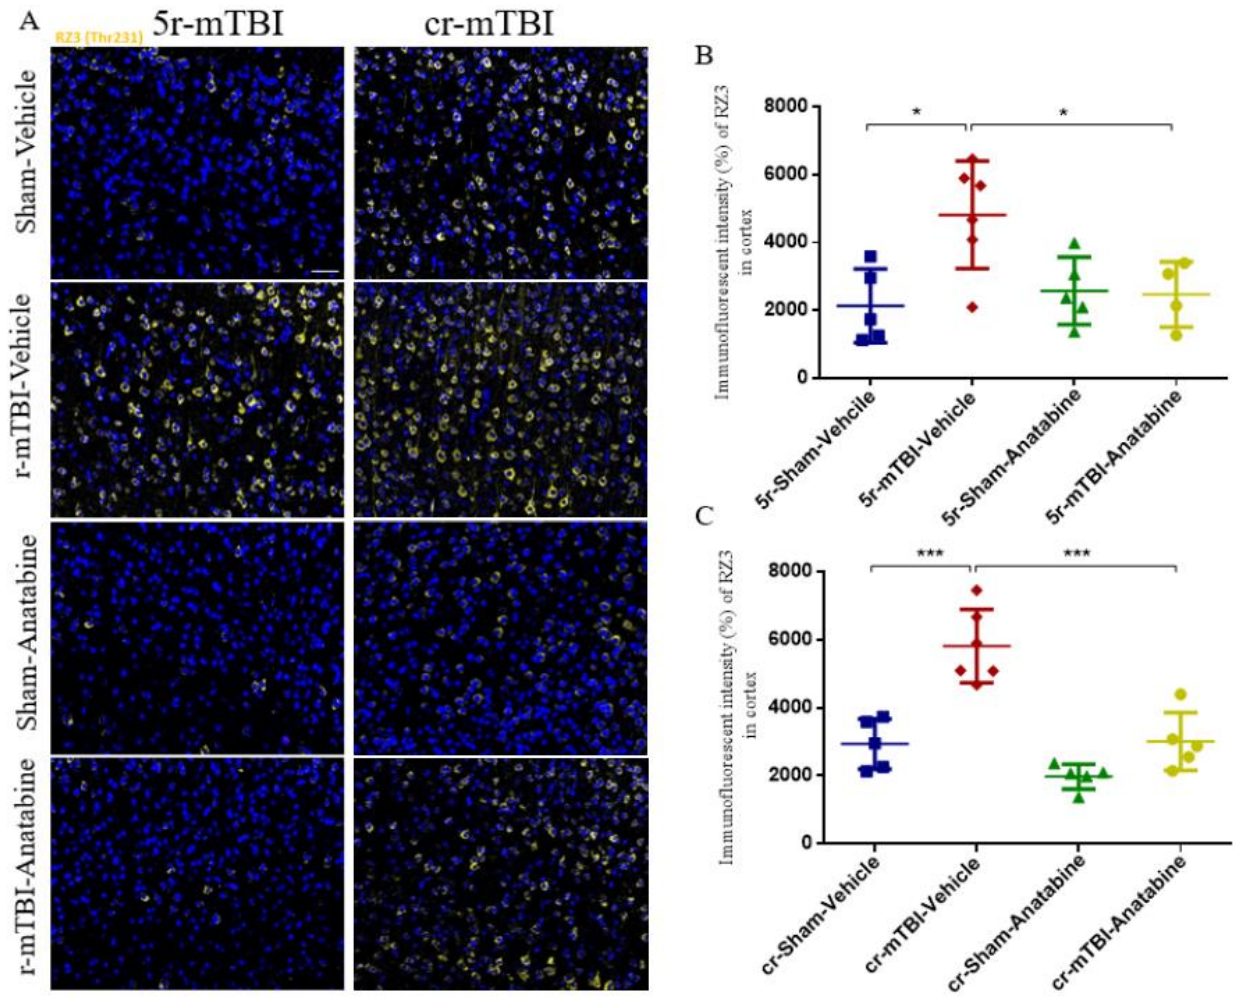 A
5r-mTBI
cr-mTBI
RZ3 (Thr231)
Sham-Vehicle
r-mTBI-Vehicle
Sham-Anatabine
r-mTBI-Anatabine
B
Immunofluorescent intensity (%) of RZ3
in cortex
8000
6000
4000
2000
0
*
*
5r-Sham-Vehcile
5r-mTBI-Vehicle
5r-Sham-Anatabine
5r-mTBI-Anatabine
C
Immunofluorescent intensity (%) of RZ3
in cortex
8000
6000
4000
2000
0
***
***
cr-Sham-Vehicle
cr-mTBI-Vehicle
cr-Sham-Anatabine
cr-mTBI-Anatabine